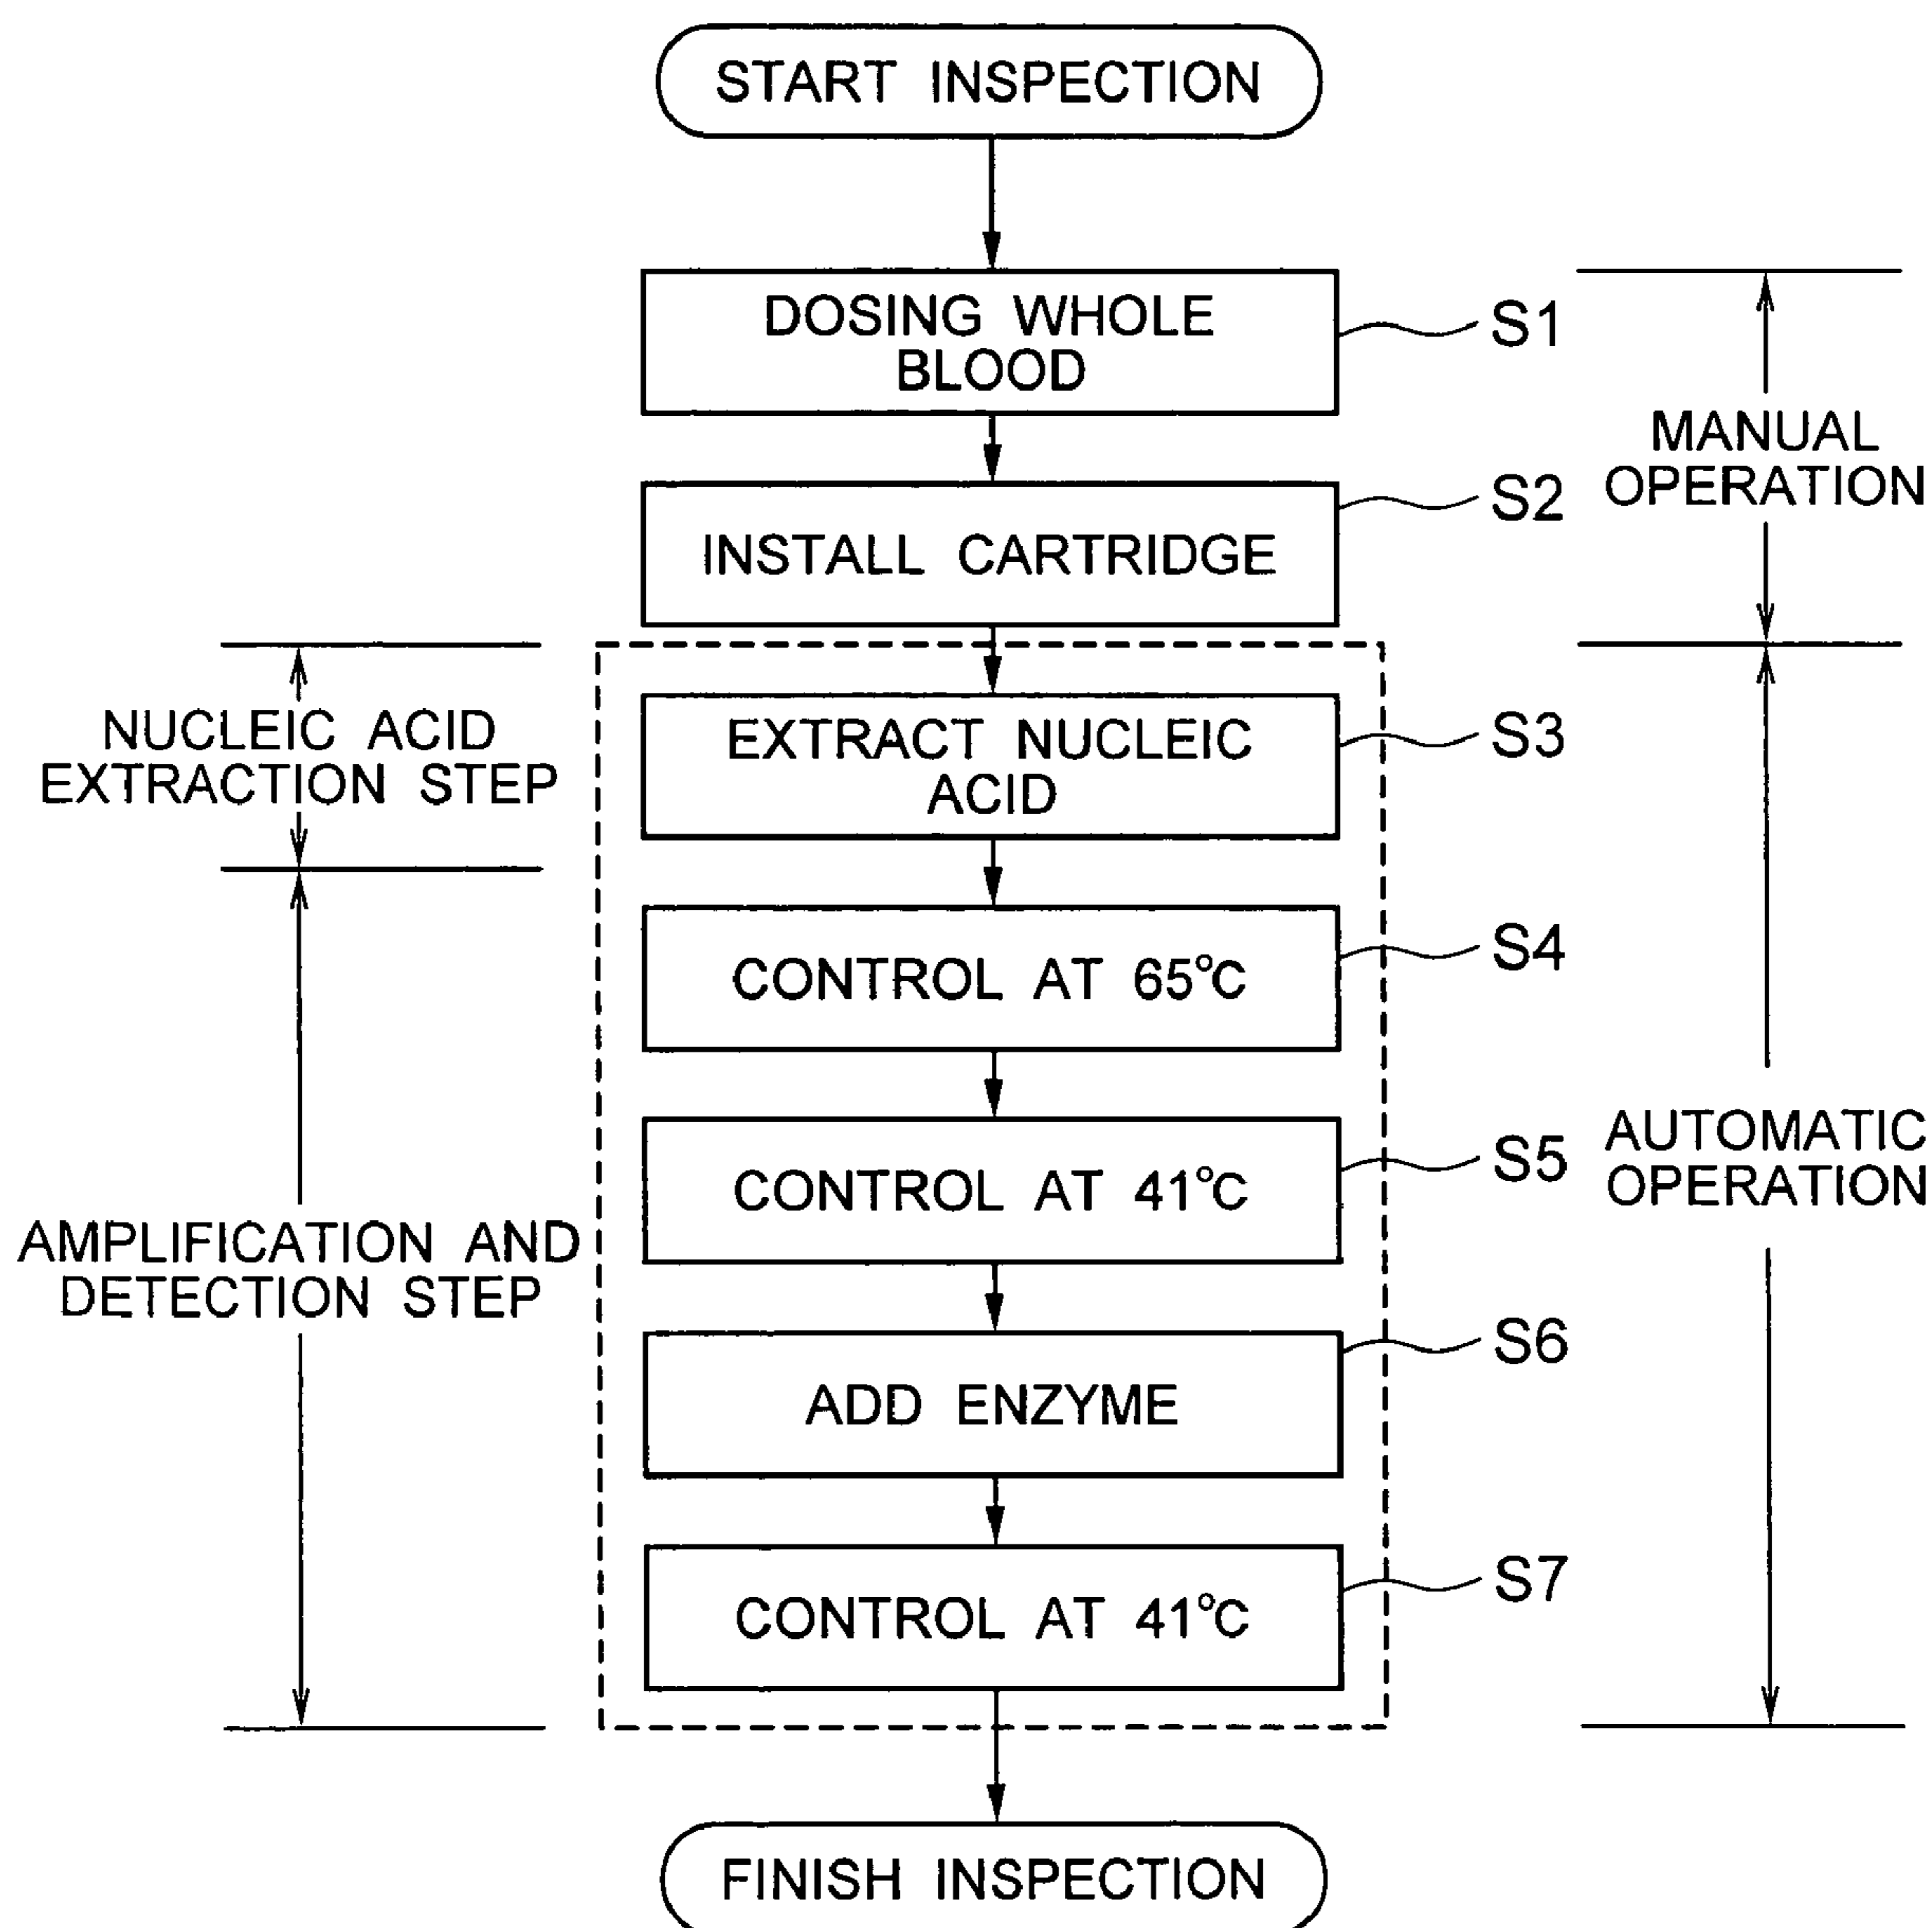 START INSPECTION
DOSING WHOLE
BLOOD
S1
MANUAL
OPERATION
INSTALL CARTRIDGE
S2
NUCLEIC ACID
EXTRACTION STEP
EXTRACT NUCLEIC
ACID
S3
CONTROL AT 65°C
S4
CONTROL AT 41°C
S5
AUTOMATIC
OPERATION
AMPLIFICATION AND
DETECTION STEP
ADD ENZYME
S6
CONTROL AT 41°C
S7
FINISH INSPECTION